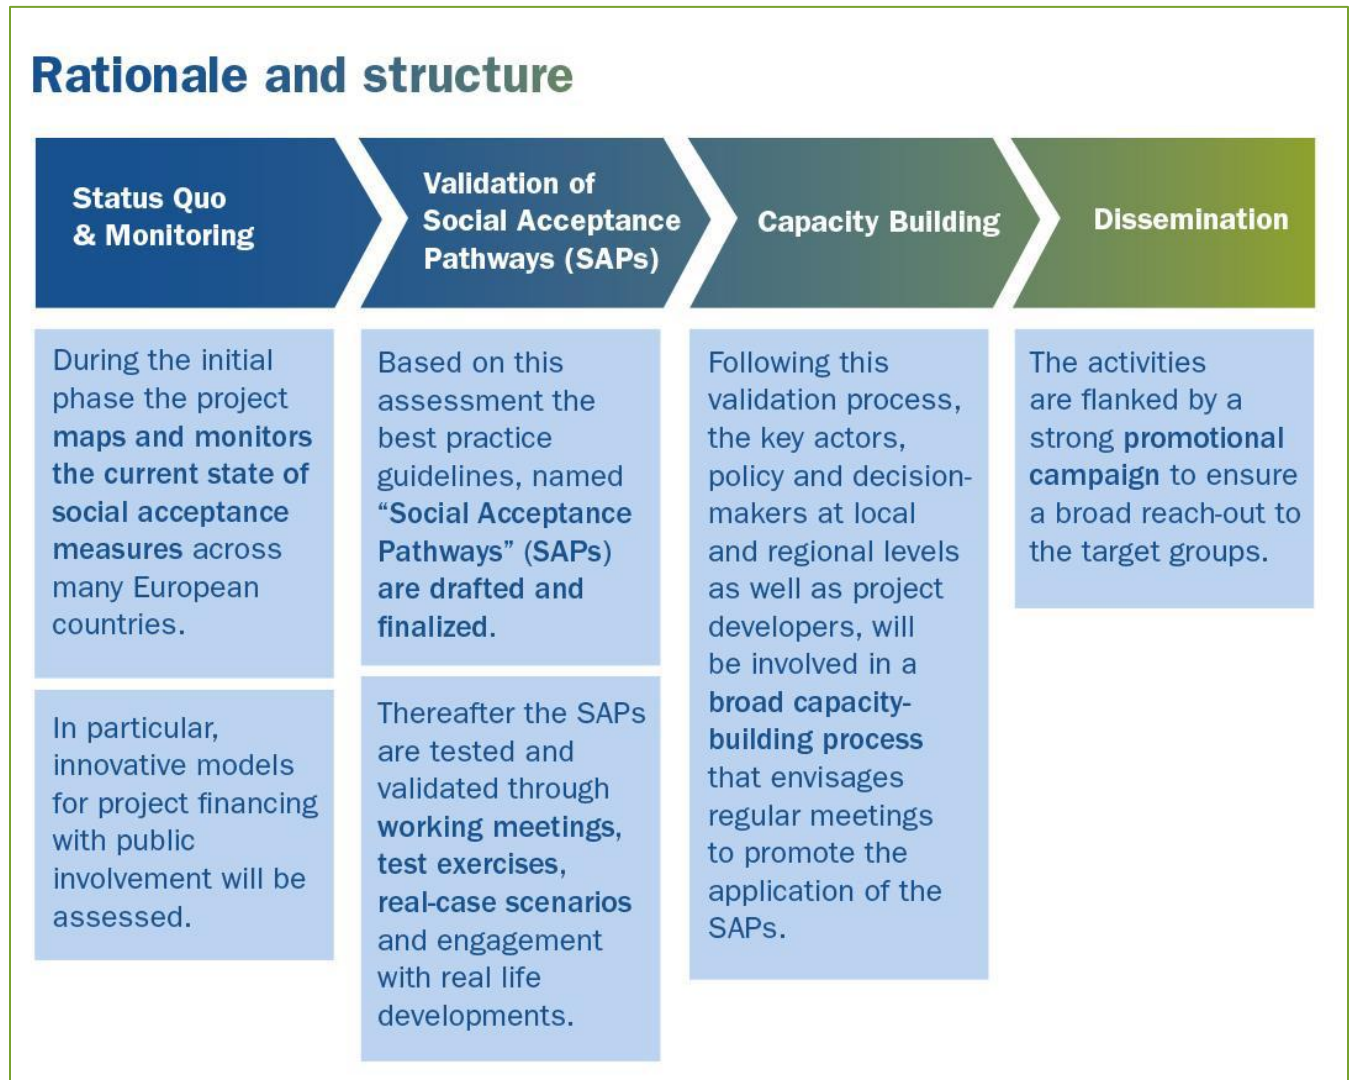 Rationale and structure
Status Quo
& Monitoring
Validation of
Social Acceptance
Pathways (SAPs)
Capacity Building
Dissemination
During the initial
phase the project
maps and monitors
the current state of
social acceptance
measures across
many European
countries.
In particular,
innovative models
for project financing
with public
involvement will be
assessed.
Based on this
assessment the
best practice
guidelines, named
“Social Acceptance
Pathways” (SAPs)
are drafted and
finalized.
Thereafter the SAPs
are tested and
validated through
working meetings,
test exercises,
real-case scenarios
and engagement
with real life
developments.
Following this
validation process,
the key actors,
policy and decision-
makers at local
and regional levels
as well as project
developers, will
be involved in a
broad capacity-
building process
that envisages
regular meetings
to promote the
application of the
SAPs.
The activities
are flanked by a
strong promotional
campaign to ensure
a broad reach-out to
the target groups.